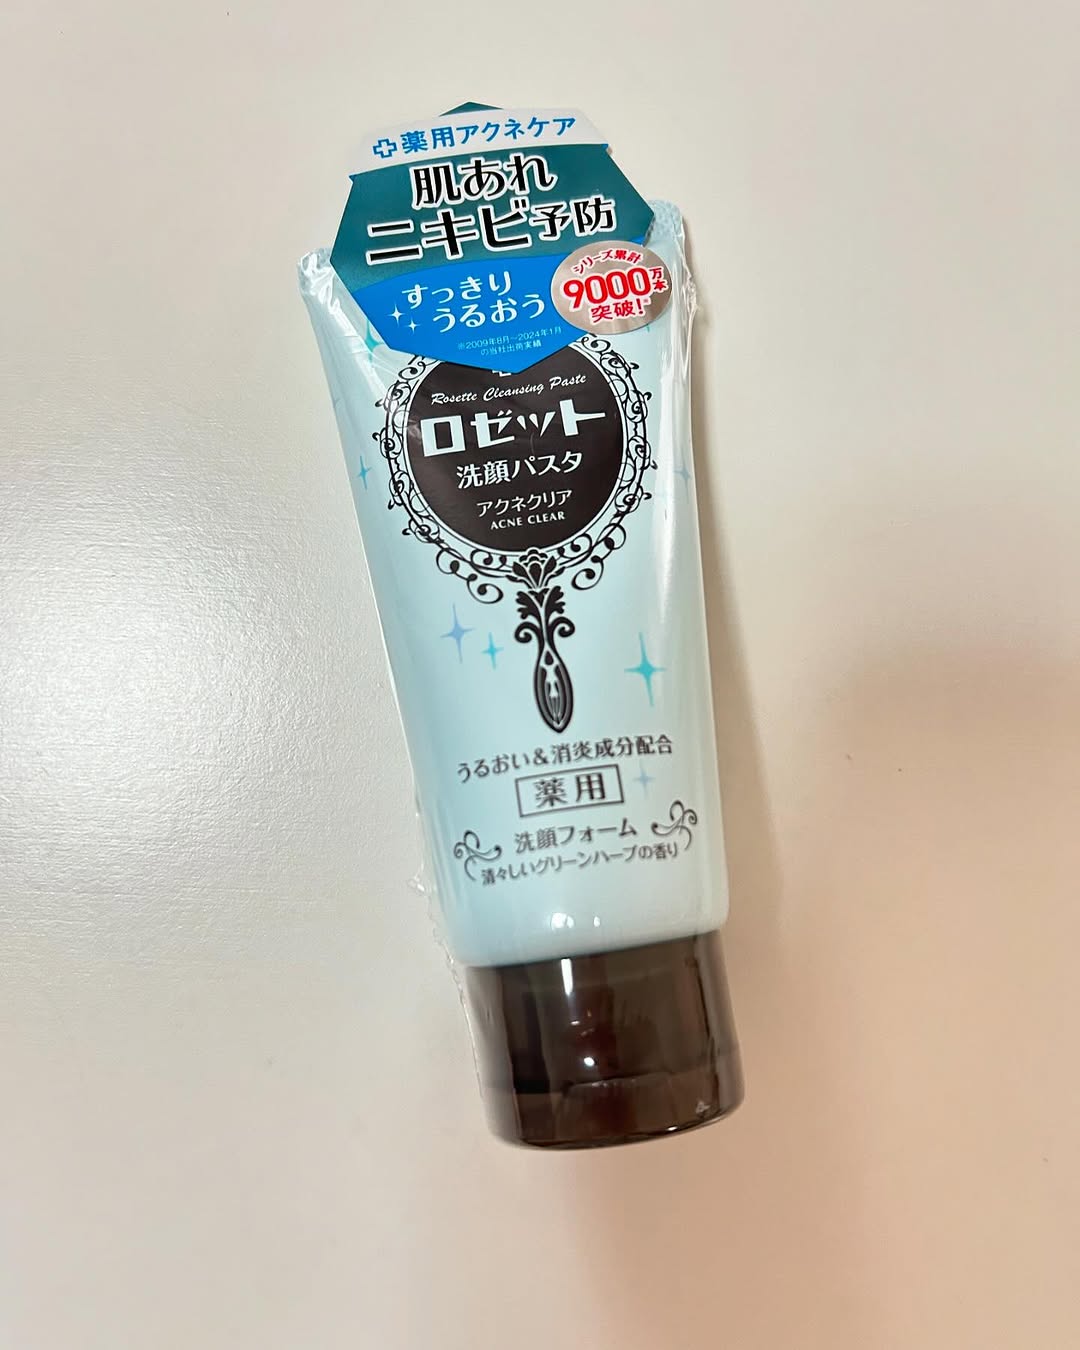 薬用アクネケア
肌あれ
ニキビ予防
すっきり
うるおう
シリーズ累計
9000万本
突破!※
※2009年8月〜2024年1月
の当社出荷実績
Rosette Cleansing Paste
ロゼット
洗顔パスタ
アクネクリア
ACNE CLEAR
うるおい&消炎成分配合
薬用
洗顔フォーム
清々しいグリーンハーブの香り